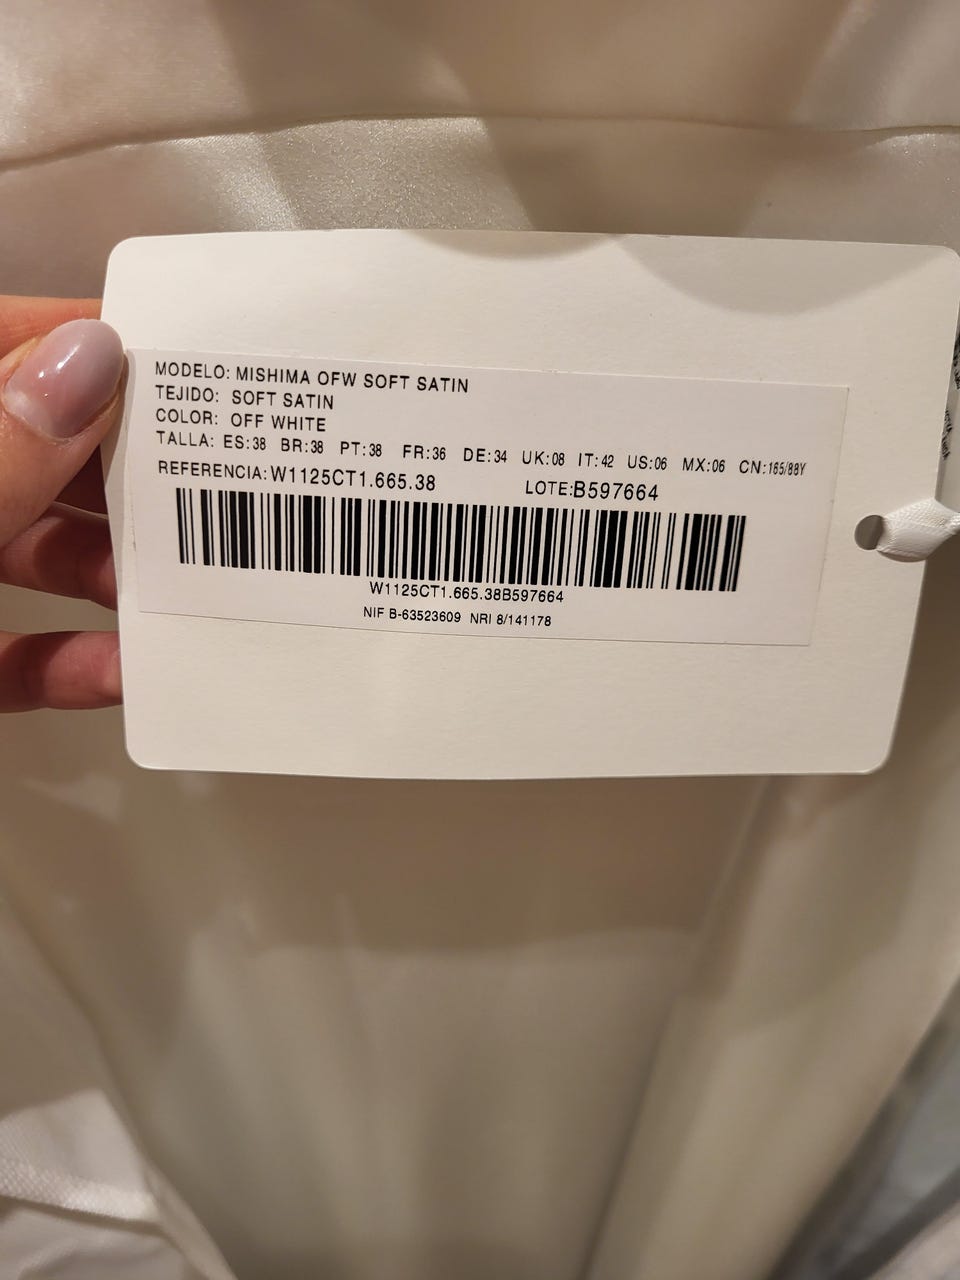 MODELO: MISHIMA OFW SOFT SATIN
TEJIDO: SOFT SATIN
COLOR: OFF WHITE
TALLA: ES:38 BR:38 PT:38 FR:36 DE:34 UK:08 IT:42 US:06 MX:06 CN:165/88Y
REFERENCIA:W1125CT1.665.38 LOTE:B597664
W1125CT1.665.38B597664
NIF B-63523609 NRI 8/141178